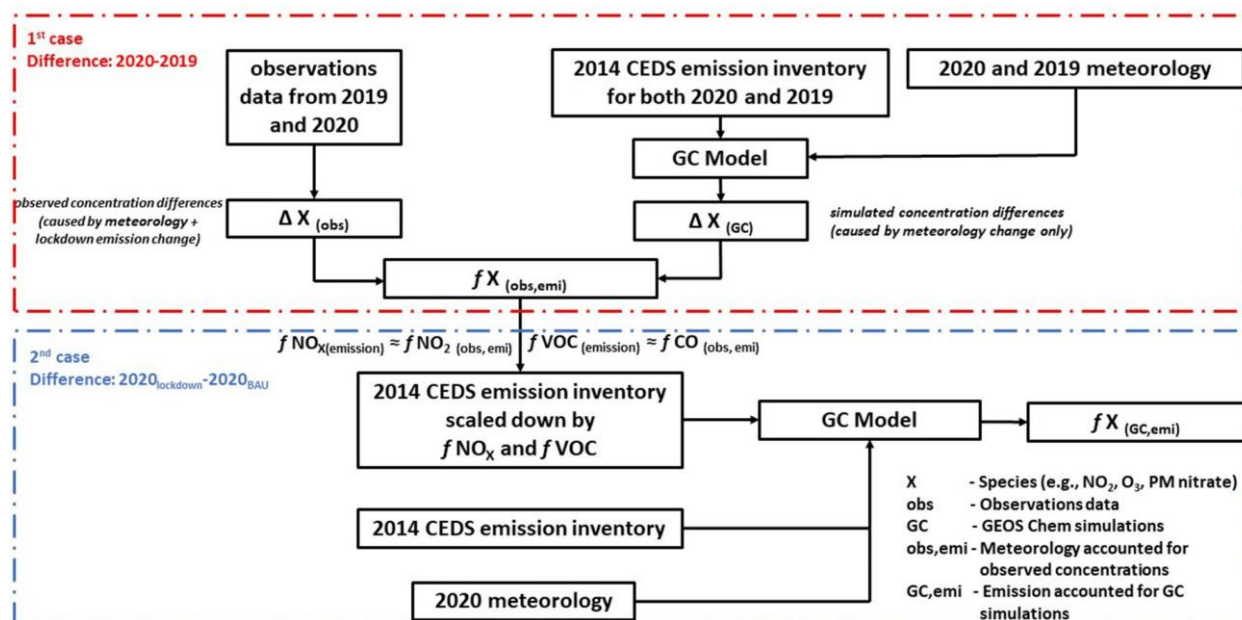 1st case
Difference: 2020-2019
observations
data from 2019
and 2020
2014 CEDS emission inventory
for both 2020 and 2019
2020 and 2019 meteorology
GC Model
observed concentration differences
(caused by meteorology +
lockdown emission change)
Δ X (obs)
Δ X (GC)
simulated concentration differences
(caused by meteorology change only)
f X (obs,emi)
2nd case
Difference: 2020lockdown-2020BAU
f NOX(emission) ≈ f NO2 (obs, emi)
f VOC (emission) ≈ f CO (obs, emi)
2014 CEDS emission inventory
scaled down by
f NOX and f VOC
GC Model
f X (GC,emi)
2014 CEDS emission inventory
2020 meteorology
X - Species (e.g., NO2, O3, PM nitrate)
obs - Observations data
GC - GEOS Chem simulations
obs,emi - Meteorology accounted for
observed concentrations
GC,emi - Emission accounted for GC
simulations